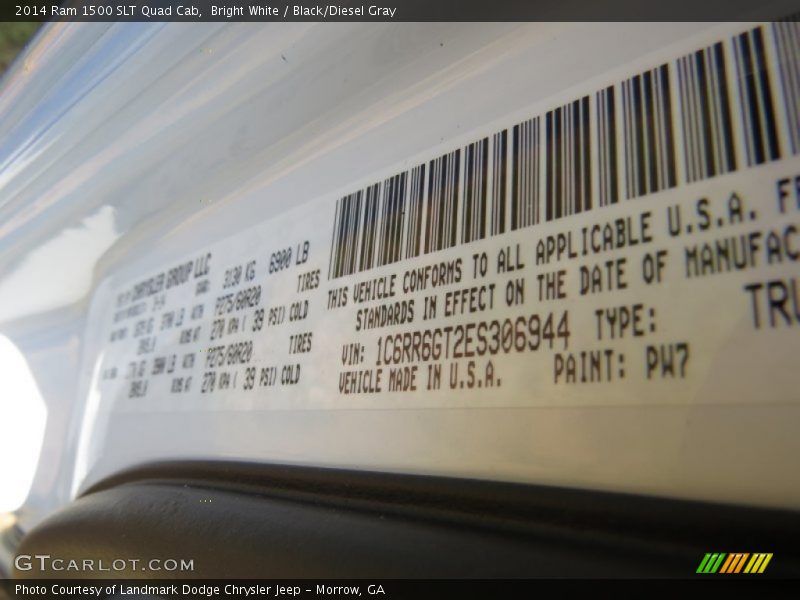 2014 Ram 1500 SLT Quad Cab,  Bright White / Black/Diesel Gray
CHRYSLER GROUP LLC
3130 KG 6900 LB
P275/60R20 TIRES
270 KPA ( 39 PSI) COLD
P275/60R20 TIRES
270 KPA ( 39 PSI) COLD
THIS VEHICLE CONFORMS TO ALL APPLICABLE U.S.A. FE
STANDARDS IN EFFECT ON THE DATE OF MANUFAC
VIN: 1C6RR6GT2ES306944 TYPE: TRU
VEHICLE MADE IN U.S.A. PAINT: PW7
GTCARLOT.COM
Photo Courtesy of Landmark Dodge Chrysler Jeep - Morrow, GA